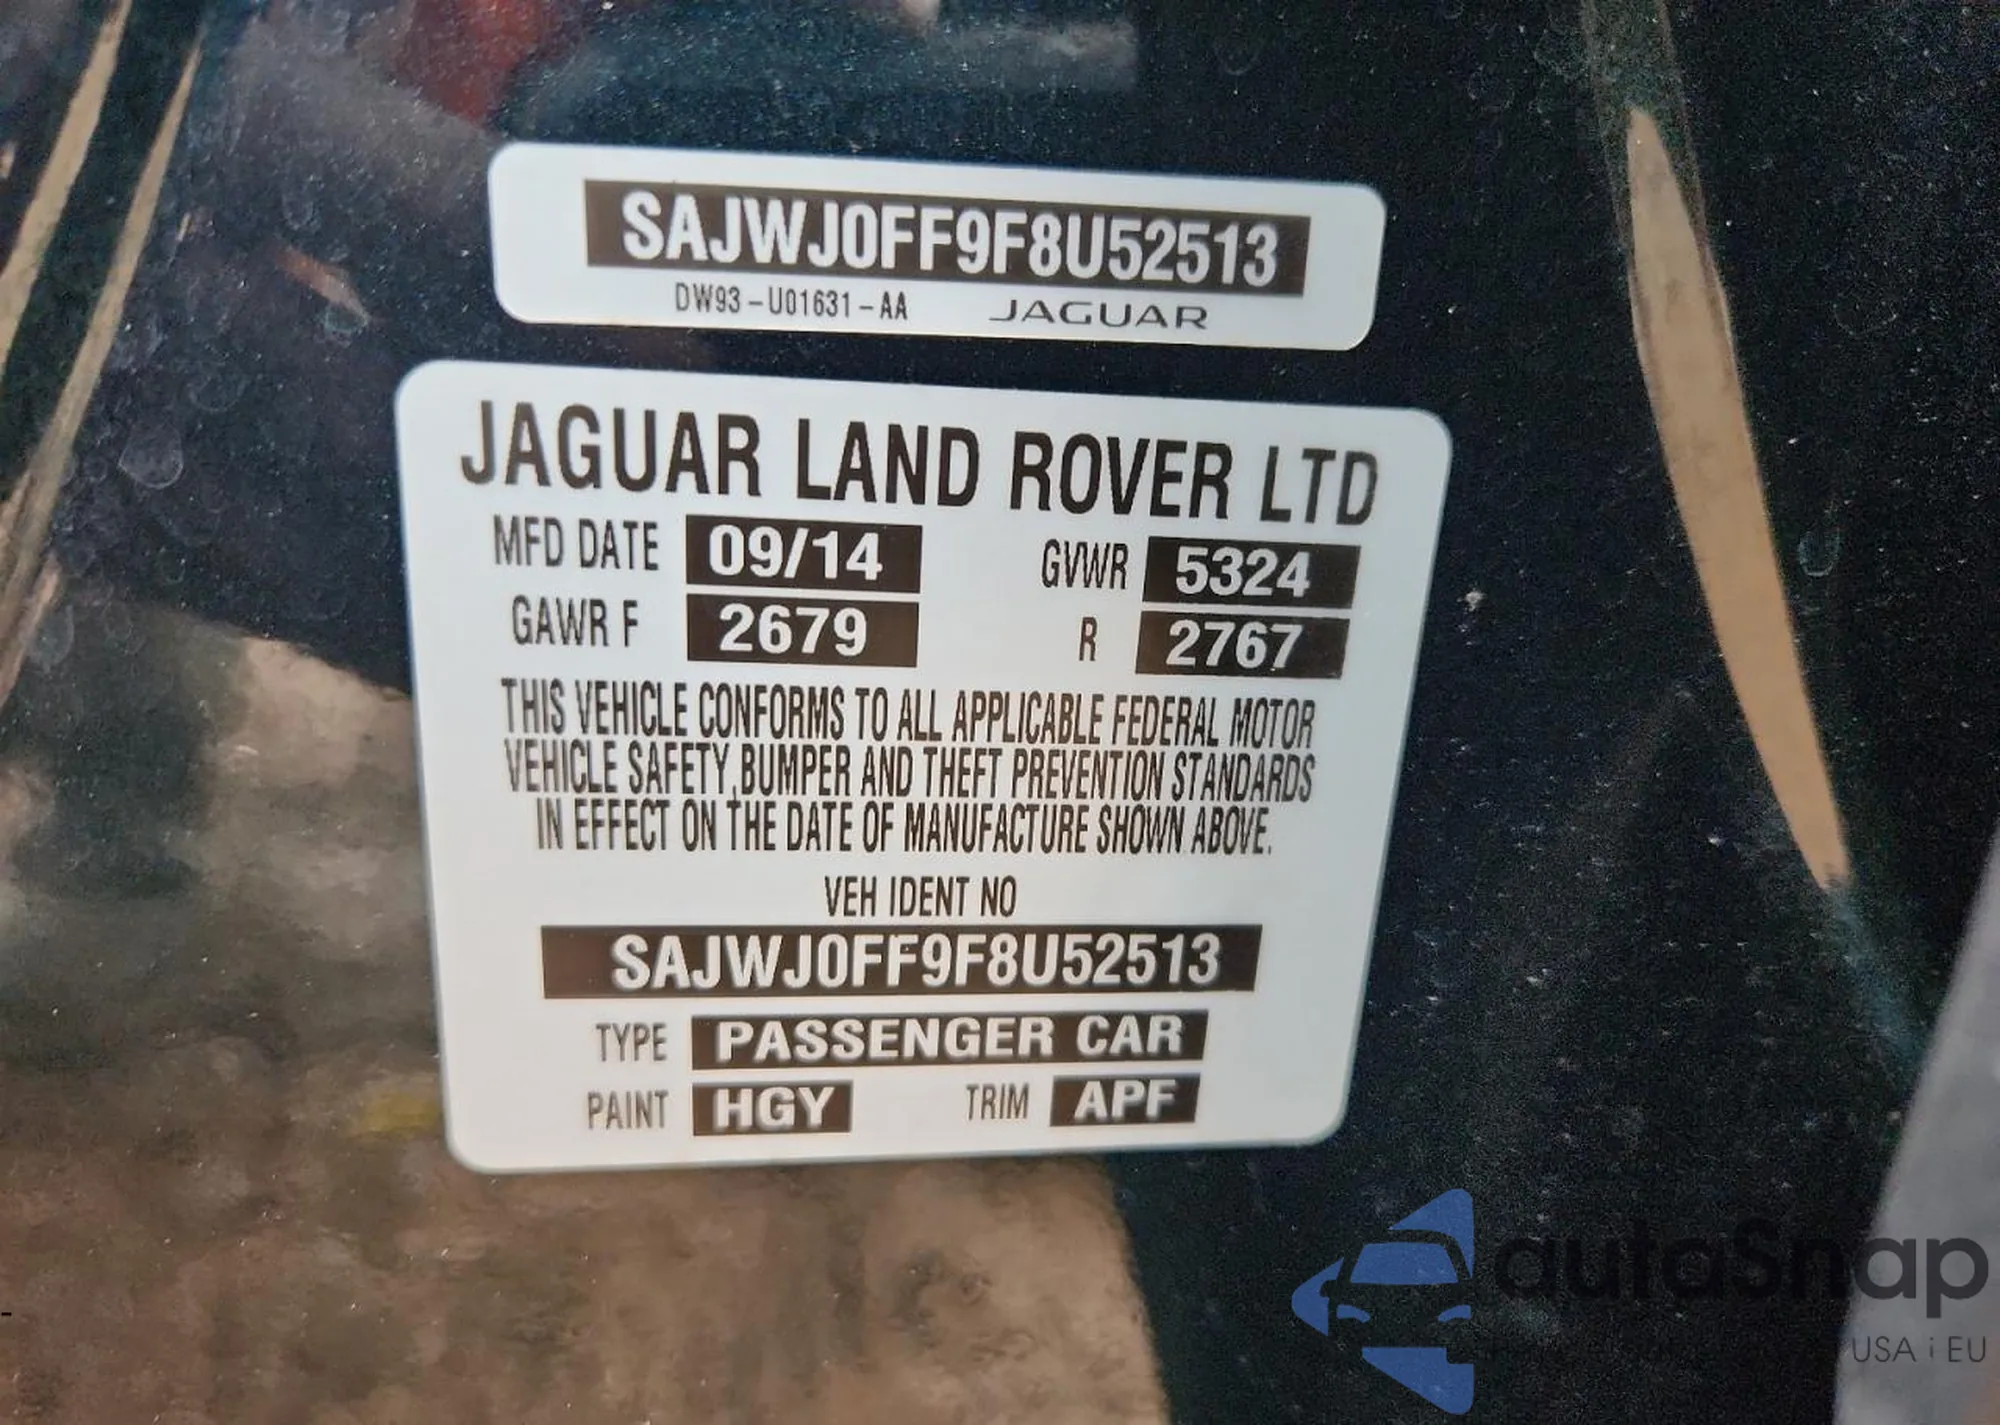 SAJWJ0FF9F8U52513
DW93-U01631-AA JAGUAR
JAGUAR LAND ROVER LTD
MFD DATE 09/14 GVWR 5324
GAWR F 2679 R 2767
THIS VEHICLE CONFORMS TO ALL APPLICABLE FEDERAL MOTOR
VEHICLE SAFETY, BUMPER AND THEFT PREVENTION STANDARDS
IN EFFECT ON THE DATE OF MANUFACTURE SHOWN ABOVE.
VEH IDENT NO
SAJWJ0FF9F8U52513
TYPE PASSENGER CAR
PAINT HGY TRIM APF
autoSnap
USA i EU